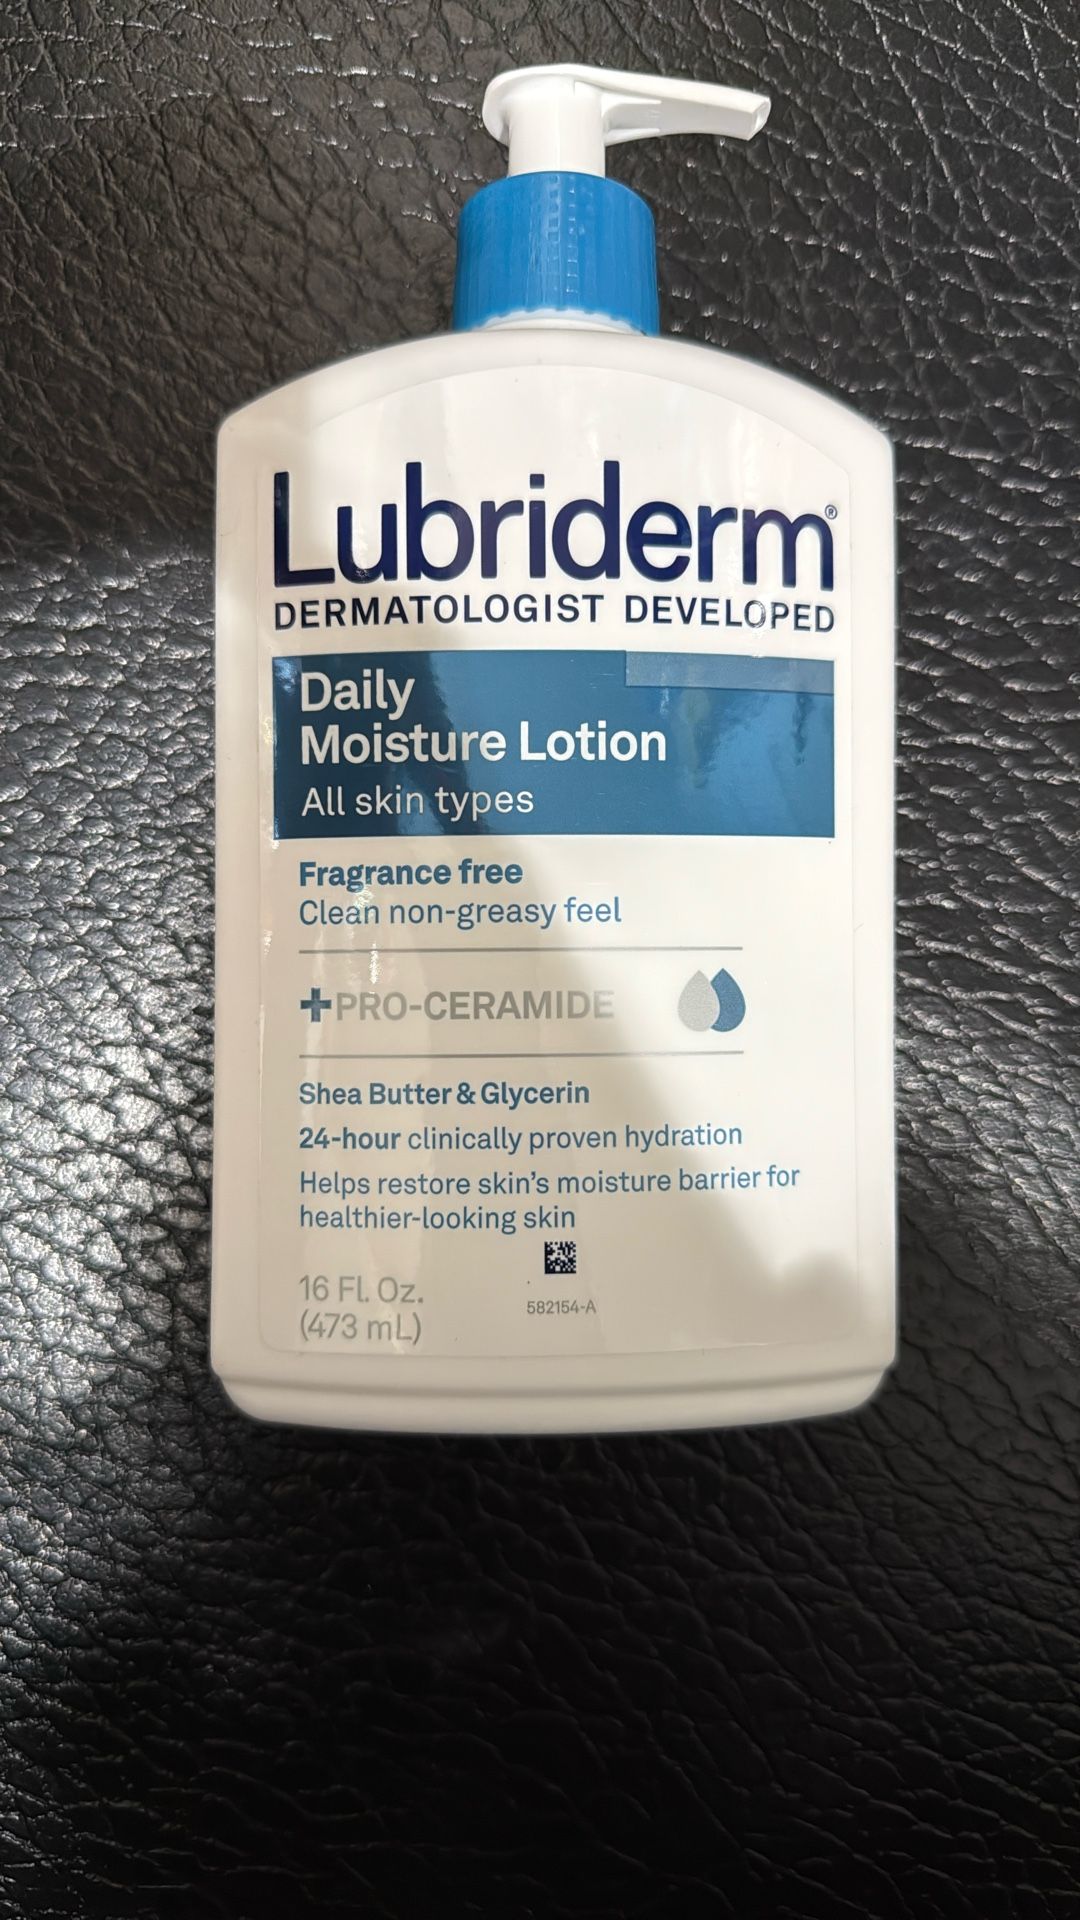 Lubriderm®
DERMATOLOGIST DEVELOPED
Daily
Moisture Lotion
All skin types
Fragrance free
Clean non-greasy feel
+PRO-CERAMIDE
Shea Butter & Glycerin
24-hour clinically proven hydration
Helps restore skin's moisture barrier for
healthier-looking skin
16 Fl. Oz.
(473 mL)
582154-A